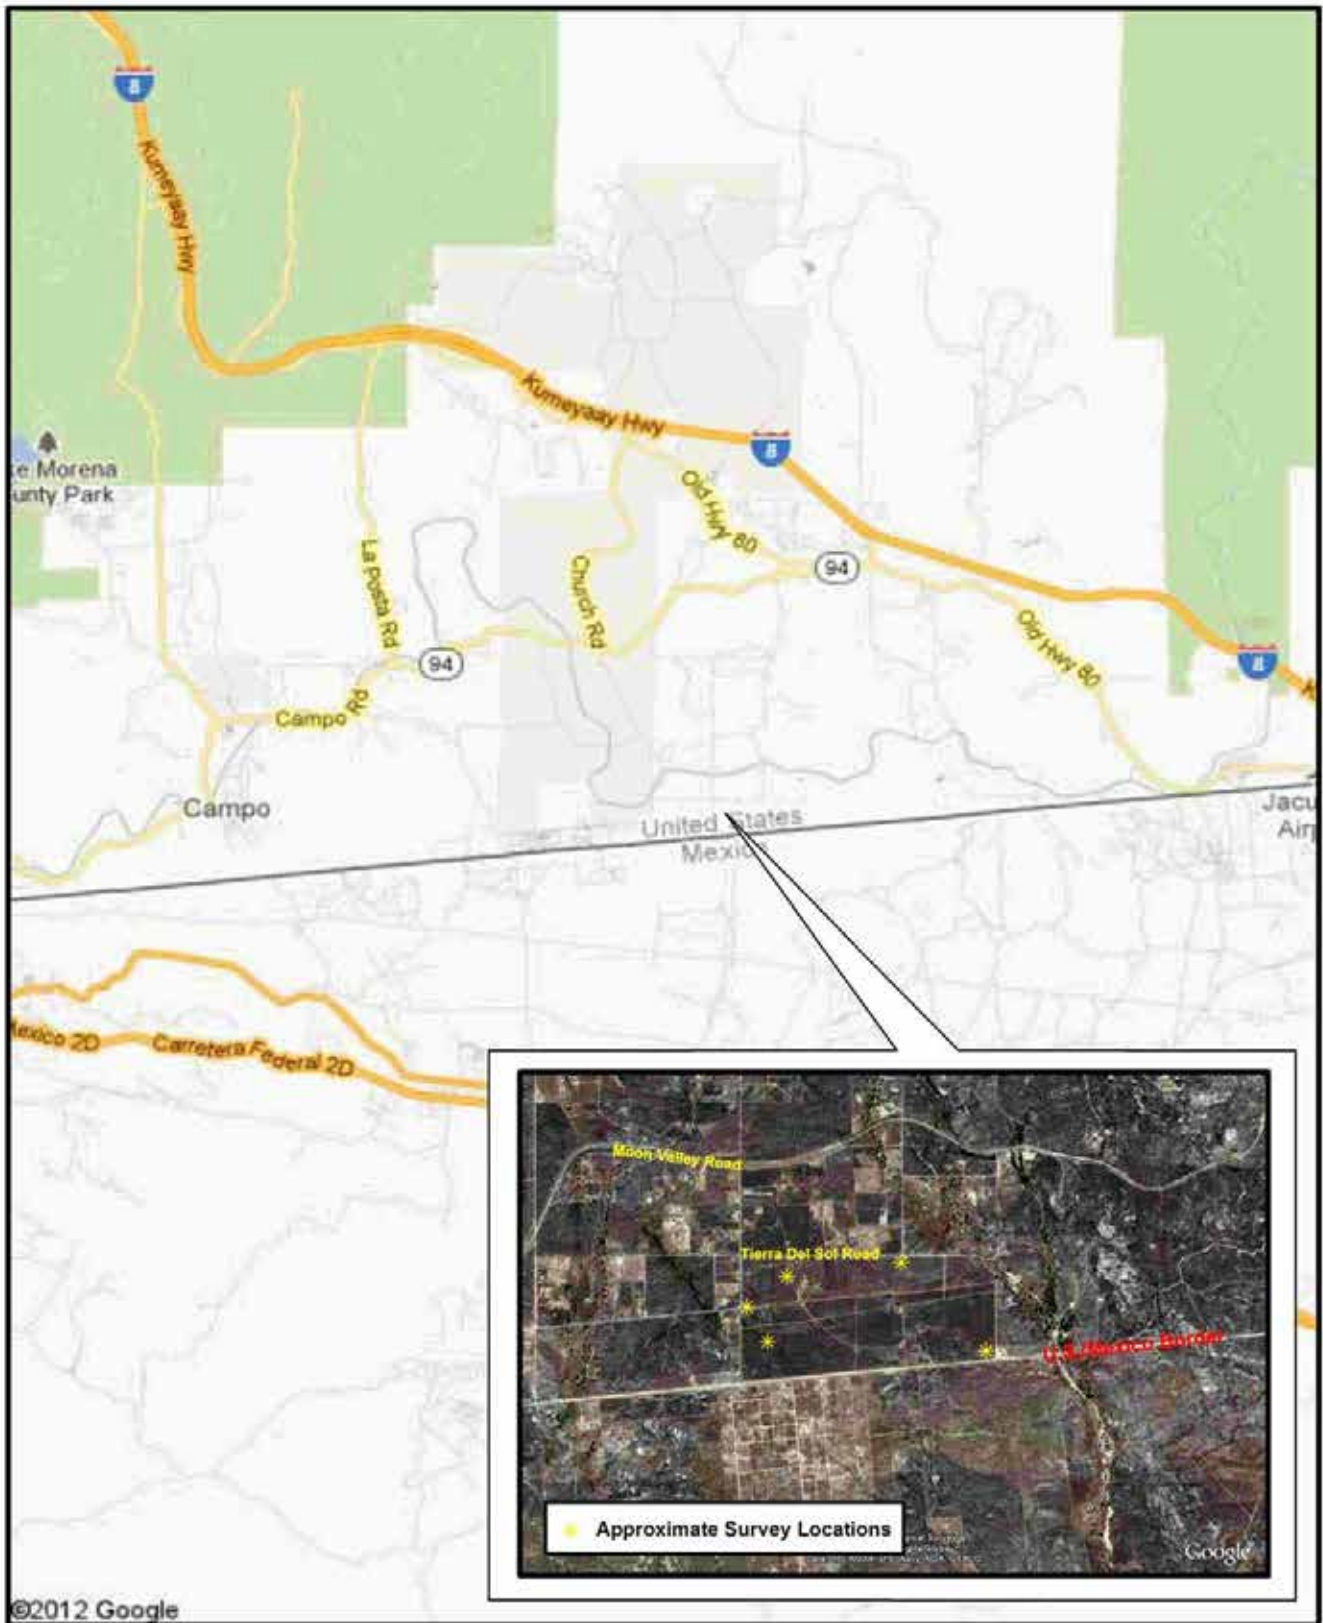 8
Kumeyaay Hwy
Kumeyaay Hwy
8
ke Morena
unty Park
Old Hwy 80
94
La Posta Rd
Church Rd
Old Hwy 80
94
8
Campo Rd
Campo
United States
Mexico
Jacu
Airp
Mexico 2D
Carretera Federal 2D
Moon Valley Road
Tierra Del Sol Road
U.S./Mexico Border
Approximate Survey Locations
Google
©2012 Google